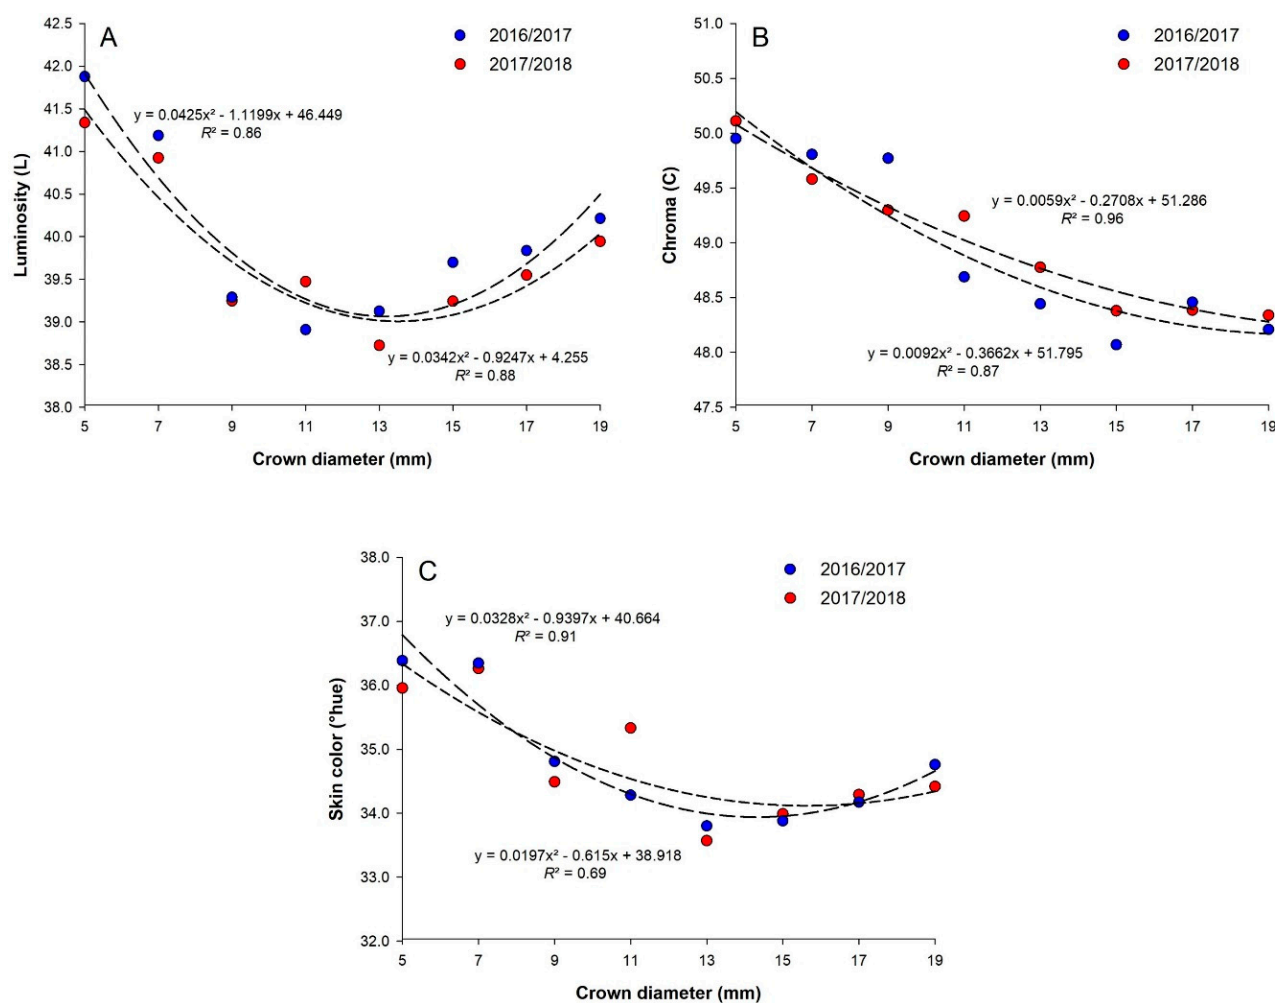 A
2016/2017
2017/2018
y = 0.0425x² - 1.1199x + 46.449
R² = 0.86
y = 0.0342x² - 0.9247x + 4.255
R² = 0.88
42.5
42.0
41.5
41.0
40.5
40.0
39.5
39.0
38.5
38.0
Luminosity (L)
5 7 9 11 13 15 17 19
Crown diameter (mm)
B
2016/2017
2017/2018
y = 0.0059x² - 0.2708x + 51.286
R² = 0.96
y = 0.0092x² - 0.3662x + 51.795
R² = 0.87
51.0
50.5
50.0
49.5
49.0
48.5
48.0
47.5
Chroma (C)
5 7 9 11 13 15 17 19
Crown diameter (mm)
C
2016/2017
2017/2018
y = 0.0328x² - 0.9397x + 40.664
R² = 0.91
y = 0.0197x² - 0.615x + 38.918
R² = 0.69
38.0
37.0
36.0
35.0
34.0
33.0
32.0
Skin color (°hue)
5 7 9 11 13 15 17 19
Crown diameter (mm)